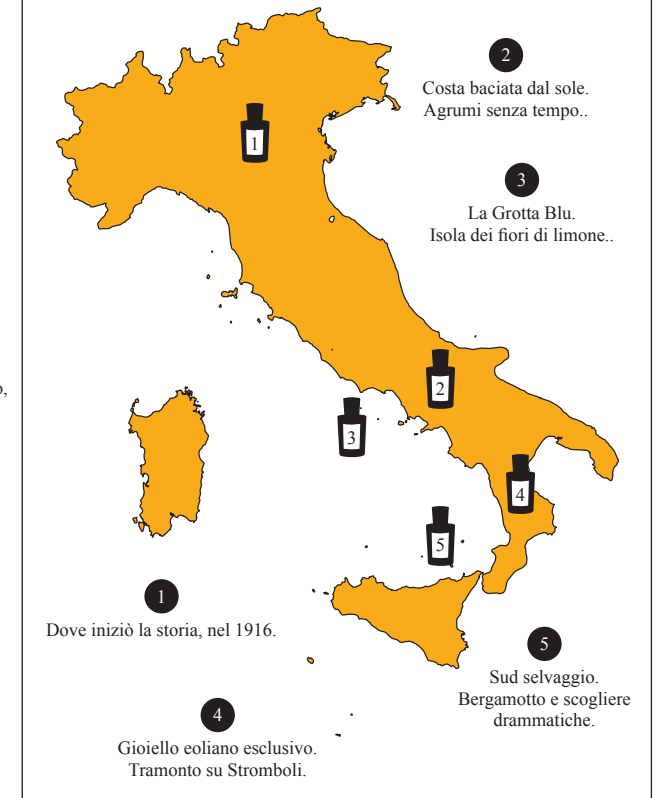 2
Costa baciata dal sole.
Agrumi senza tempo..
1
3
La Grotta Blu.
Isola dei fiori di limone..
o,
2
3
4
5
1
Dove iniziò la storia, nel 1916.
5
Sud selvaggio.
Bergamotto e scogliere
drammatiche.
4
Gioiello eoliano esclusivo.
Tramonto su Stromboli.